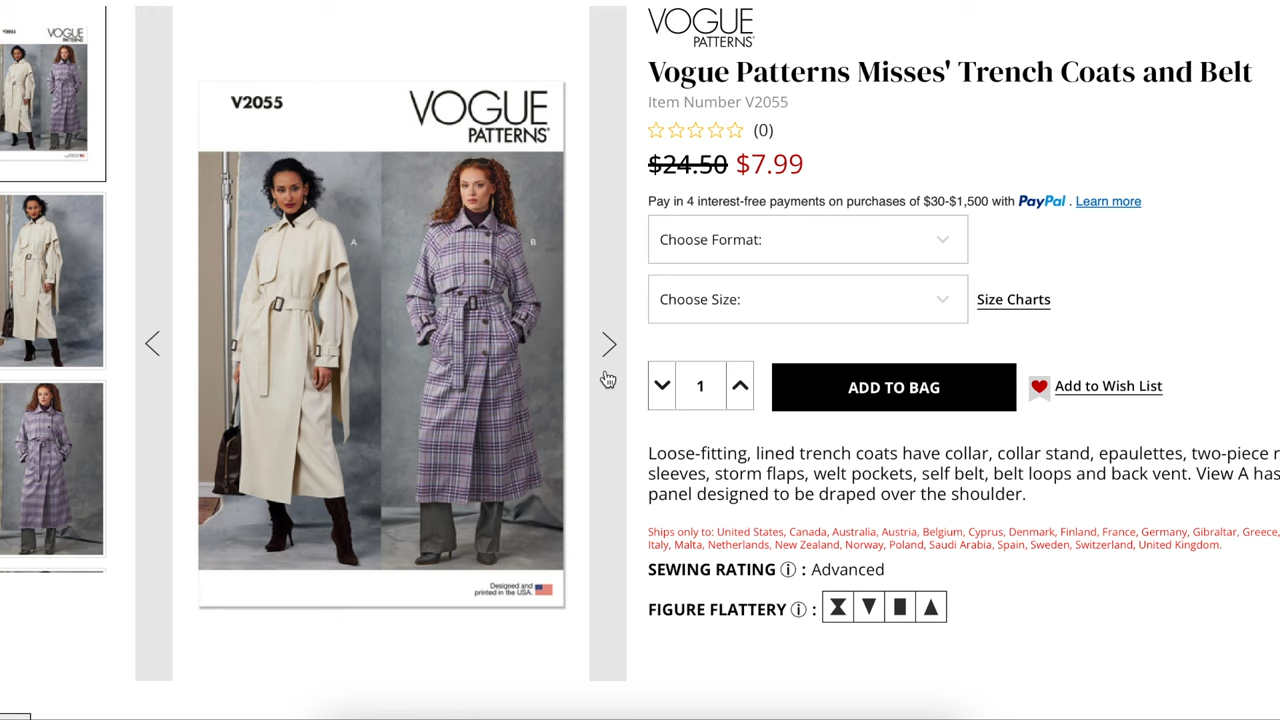 VOGUE
PATTERNS
Vogue Patterns Misses' Trench Coats and Belt
Item Number V2055
(0)
$24.50 $7.99
Pay in 4 interest-free payments on purchases of $30-$1,500 with PayPal . Learn more
Choose Format:
Choose Size: Size Charts
1 ADD TO BAG Add to Wish List
Loose-fitting, lined trench coats have collar, collar stand, epaulettes, two-piece r
sleeves, storm flaps, welt pockets, self belt, belt loops and back vent. View A has
panel designed to be draped over the shoulder.
Ships only to: United States, Canada, Australia, Austria, Belgium, Cyprus, Denmark, Finland, France, Germany, Gibraltar, Greece,
Italy, Malta, Netherlands, New Zealand, Norway, Poland, Saudi Arabia, Spain, Sweden, Switzerland, United Kingdom.
SEWING RATING ⓘ : Advanced
FIGURE FLATTERY ⓘ :
V2055 VOGUE
PATTERNS®
A B
Designed and
printed in the USA.
VOGUE
PATTERNS